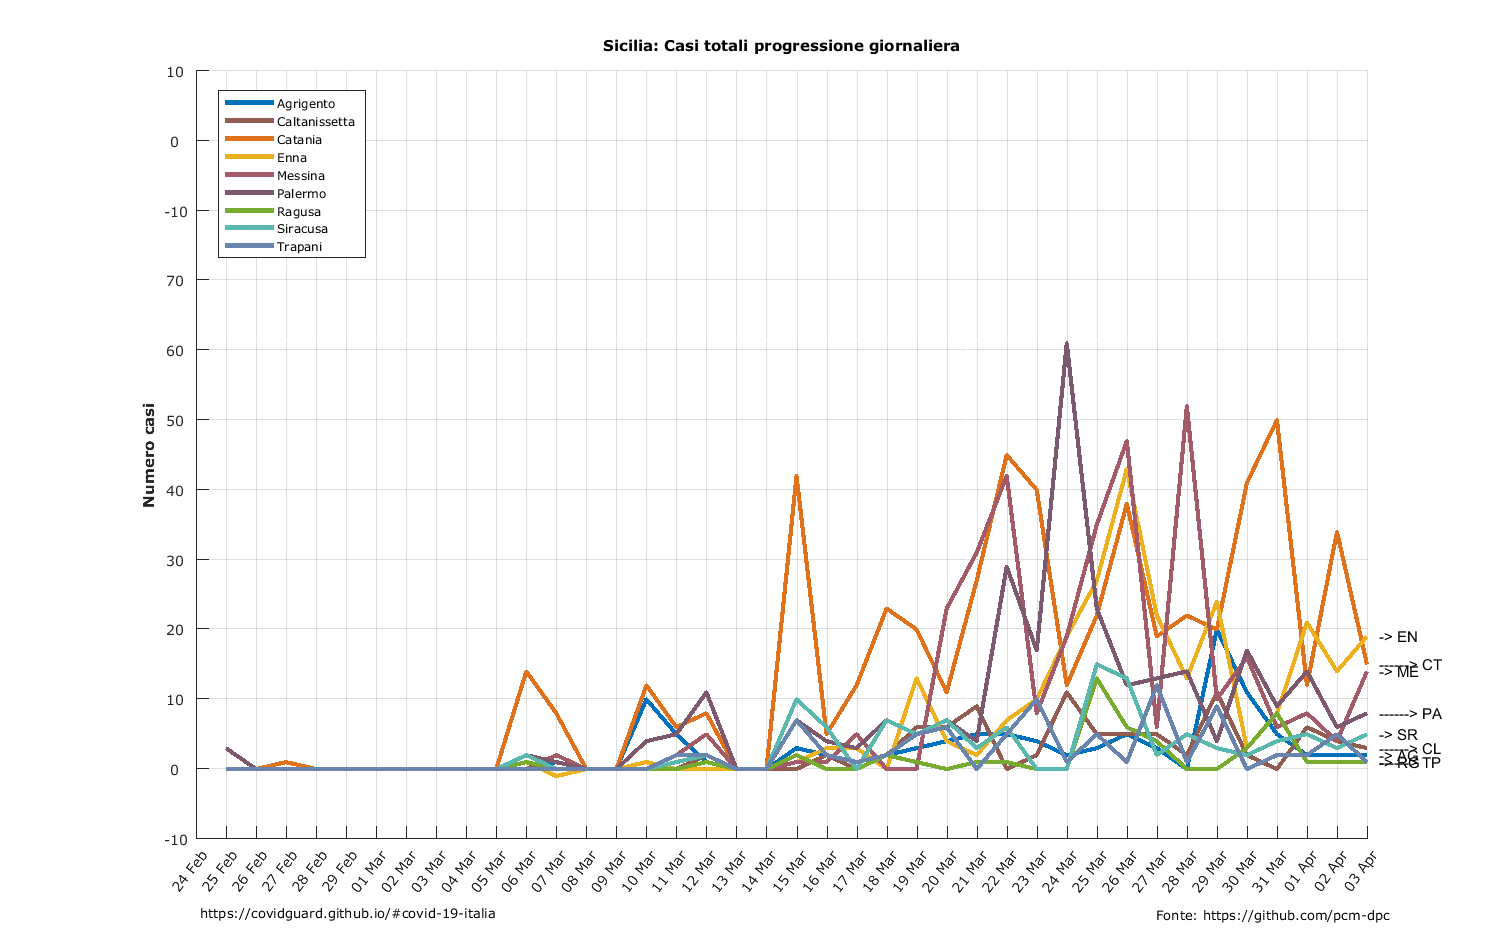 Sicilia: Casi totali progressione giornaliera
10
0
-10
70
60
50
40
30
20
10
0
-10
Numero casi
Agrigento
Caltanissetta
Catania
Enna
Messina
Palermo
Ragusa
Siracusa
Trapani
-> EN
------> CT
-> ME
------> PA
-> SR
------> CL
-> AG
-> RG
TP
24 Feb
25 Feb
26 Feb
27 Feb
28 Feb
29 Feb
01 Mar
02 Mar
03 Mar
04 Mar
05 Mar
06 Mar
07 Mar
08 Mar
09 Mar
10 Mar
11 Mar
12 Mar
13 Mar
14 Mar
15 Mar
16 Mar
17 Mar
18 Mar
19 Mar
20 Mar
21 Mar
22 Mar
23 Mar
24 Mar
25 Mar
26 Mar
27 Mar
28 Mar
29 Mar
30 Mar
31 Mar
01 Apr
02 Apr
03 Apr
https://covidguard.github.io/#covid-19-italia
Fonte: https://github.com/pcm-dpc